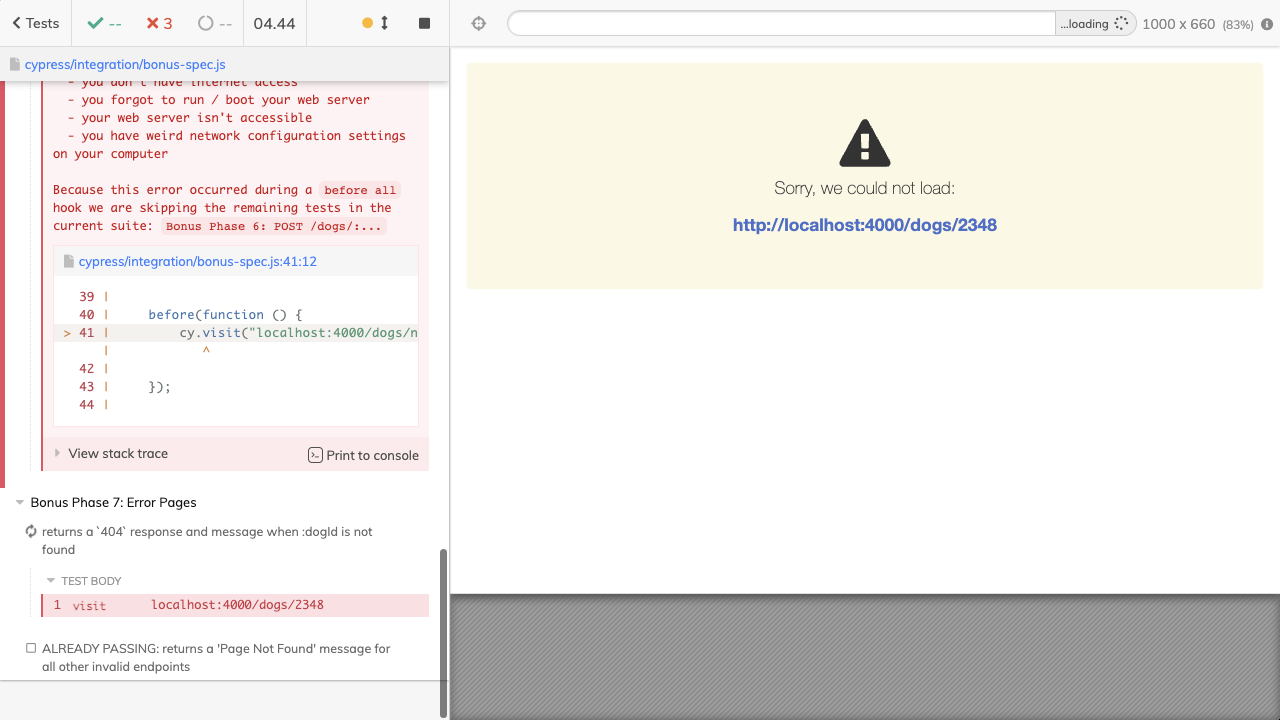 Tests
--
3
--
04.44
...loading
1000 x 660 (83%)
cypress/integration/bonus-spec.js
- you don't have internet access
- you forgot to run / boot your web server
- your web server isn't accessible
- you have weird network configuration settings
on your computer
Because this error occurred during a before all
hook we are skipping the remaining tests in the
current suite: Bonus Phase 6: POST /dogs/:...
cypress/integration/bonus-spec.js:41:12
39 |
40 | before(function () {
> 41 | cy.visit("localhost:4000/dogs/n
| ^
42 |
43 | });
44 |
View stack trace
Print to console
Bonus Phase 7: Error Pages
returns a `404` response and message when :dogId is not
found
TEST BODY
1 visit localhost:4000/dogs/2348
ALREADY PASSING: returns a 'Page Not Found' message for
all other invalid endpoints
Sorry, we could not load:
http://localhost:4000/dogs/2348